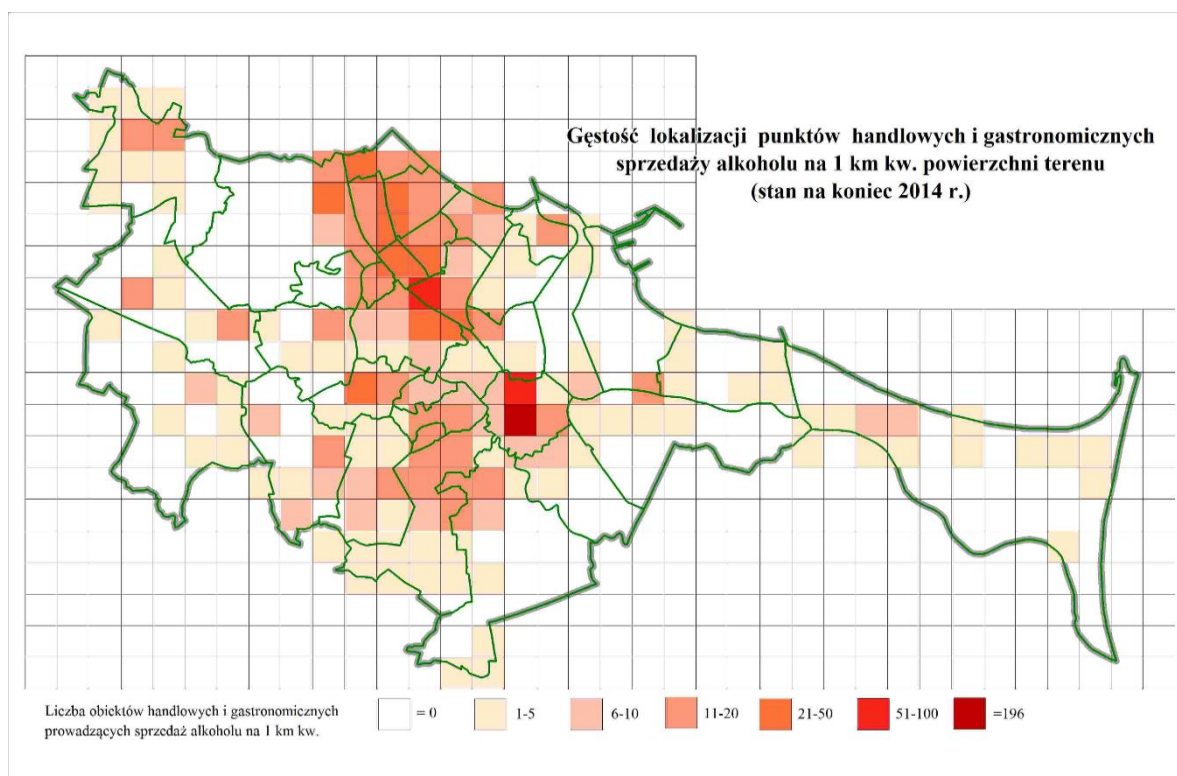 Gęstość lokalizacji punktów handlowych i gastronomicznych
sprzedaży alkoholu na 1 km kw. powierzchni terenu
(stan na koniec 2014 r.)
Liczba obiektów handlowych i gastronomicznych
prowadzących sprzedaż alkoholu na 1 km kw.
= 0
1-5
6-10
11-20
21-50
51-100
=196